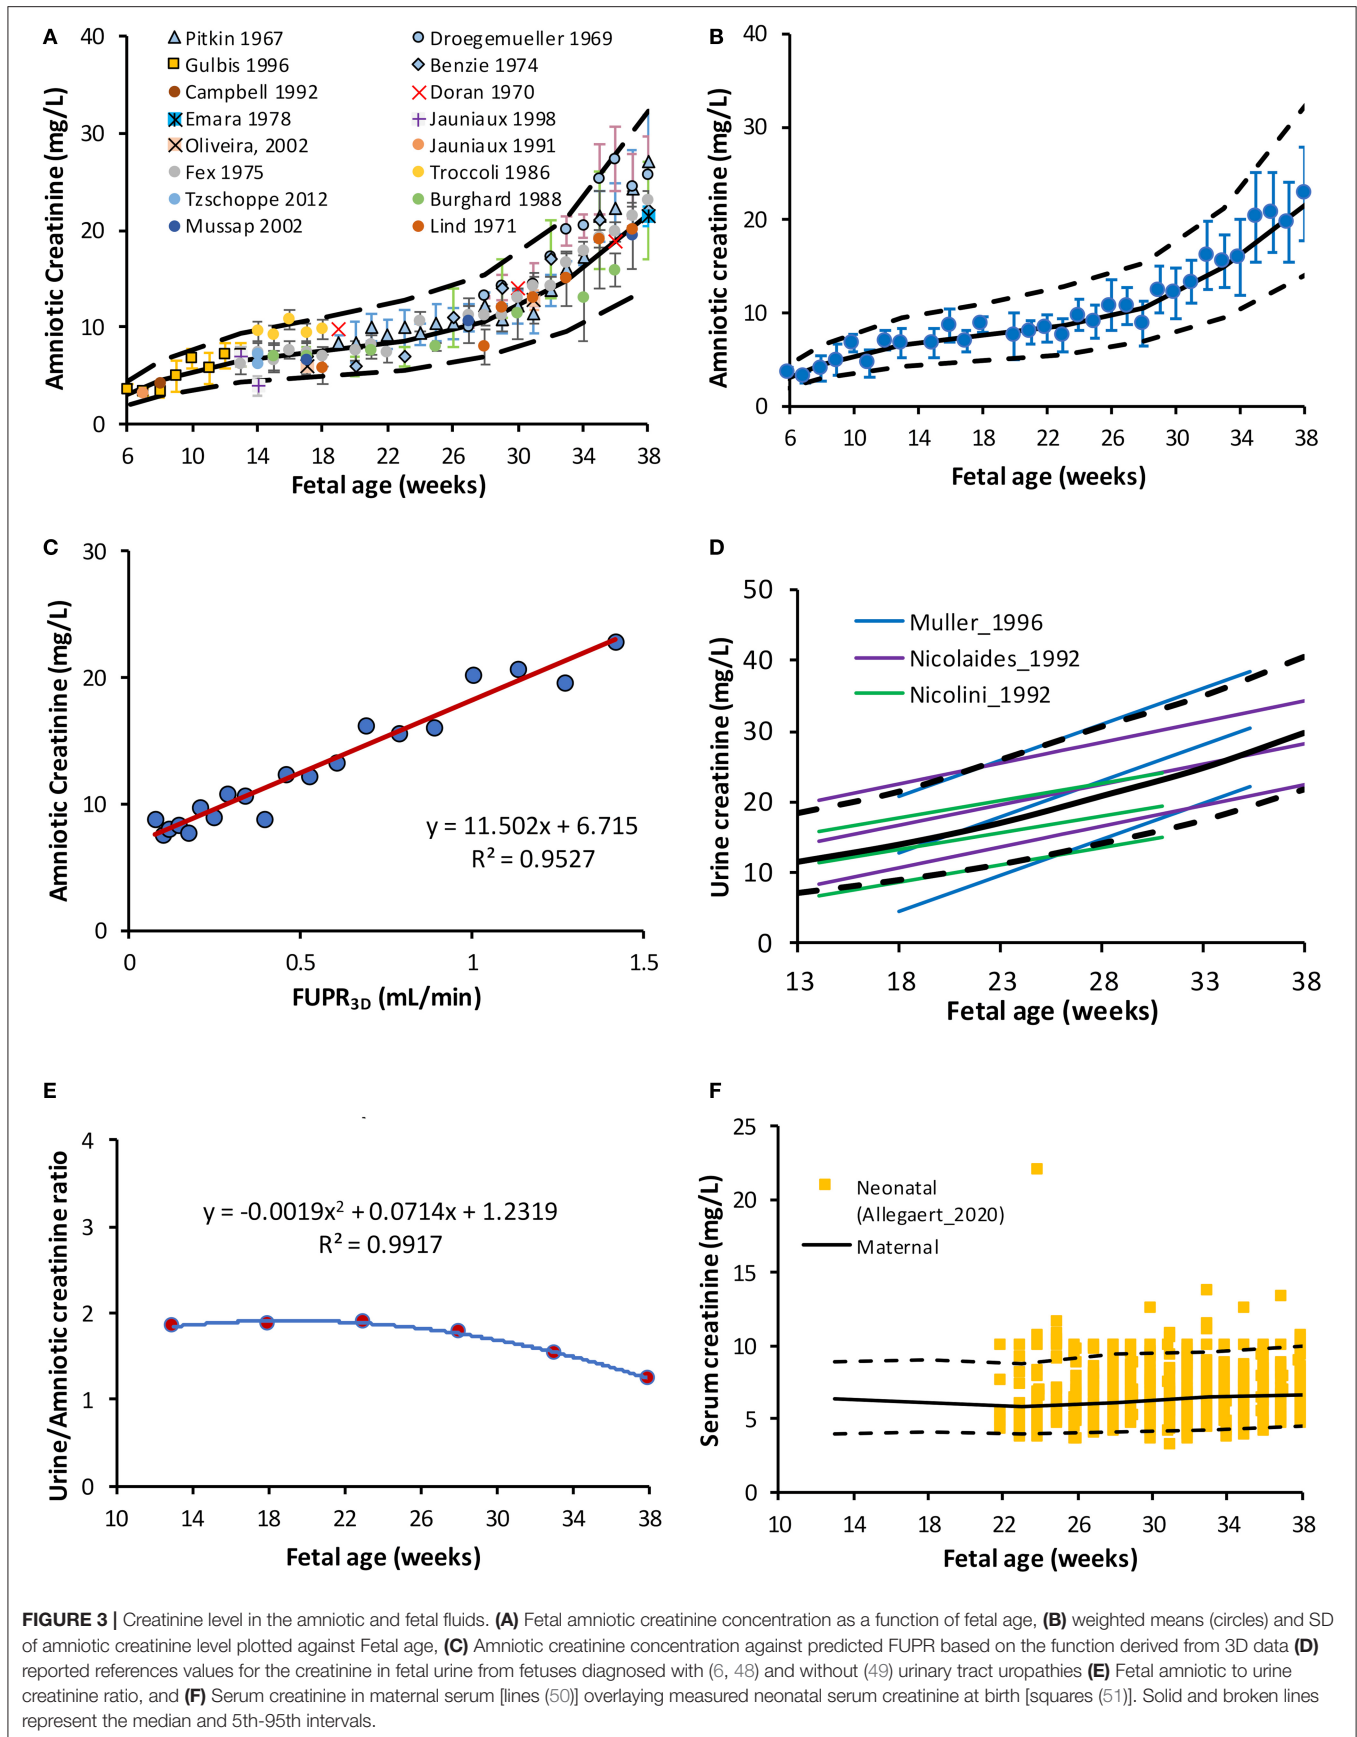 A
Amniotic Creatinine (mg/L)
40
30
20
10
0
Pitkin 1967
Droegemueller 1969
Gulbis 1996
Benzie 1974
Campbell 1992
Doran 1970
Emara 1978
Jauniaux 1998
Oliveira, 2002
Jauniaux 1991
Fex 1975
Troccoli 1986
Tzschoppe 2012
Burghard 1988
Mussap 2002
Lind 1971
6 10 14 18 22 26 30 34 38
Fetal age (weeks)
B
Amniotic creatinine (mg/L)
40
30
20
10
0
6 10 14 18 22 26 30 34 38
Fetal age (weeks)
C
Amniotic Creatinine (mg/L)
30
20
10
0
y = 11.502x + 6.715
R² = 0.9527
0 0.5 1 1.5
FUPR3D (mL/min)
D
Urine creatinine (mg/L)
50
40
30
20
10
0
Muller_1996
Nicolaides_1992
Nicolini_1992
13 18 23 28 33 38
Fetal age (weeks)
E
Urine/Amniotic creatinine ratio
4
3
2
1
0
y = -0.0019x² + 0.0714x + 1.2319
R² = 0.9917
10 14 18 22 26 30 34 38
Fetal age (weeks)
F
Serum creatinine (mg/L)
25
20
15
10
5
0
Neonatal
(Allegaert_2020)
Maternal
10 14 18 22 26 30 34 38
Fetal age (weeks)
FIGURE 3 | Creatinine level in the amniotic and fetal fluids. (A) Fetal amniotic creatinine concentration as a function of fetal age, (B) weighted means (circles) and SD
of amniotic creatinine level plotted against Fetal age, (C) Amniotic creatinine concentration against predicted FUPR based on the function derived from 3D data (D)
reported references values for the creatinine in fetal urine from fetuses diagnosed with (6, 48) and without (49) urinary tract uropathies (E) Fetal amniotic to urine
creatinine ratio, and (F) Serum creatinine in maternal serum [lines (50)] overlaying measured neonatal serum creatinine at birth [squares (51)]. Solid and broken lines
represent the median and 5th-95th intervals.